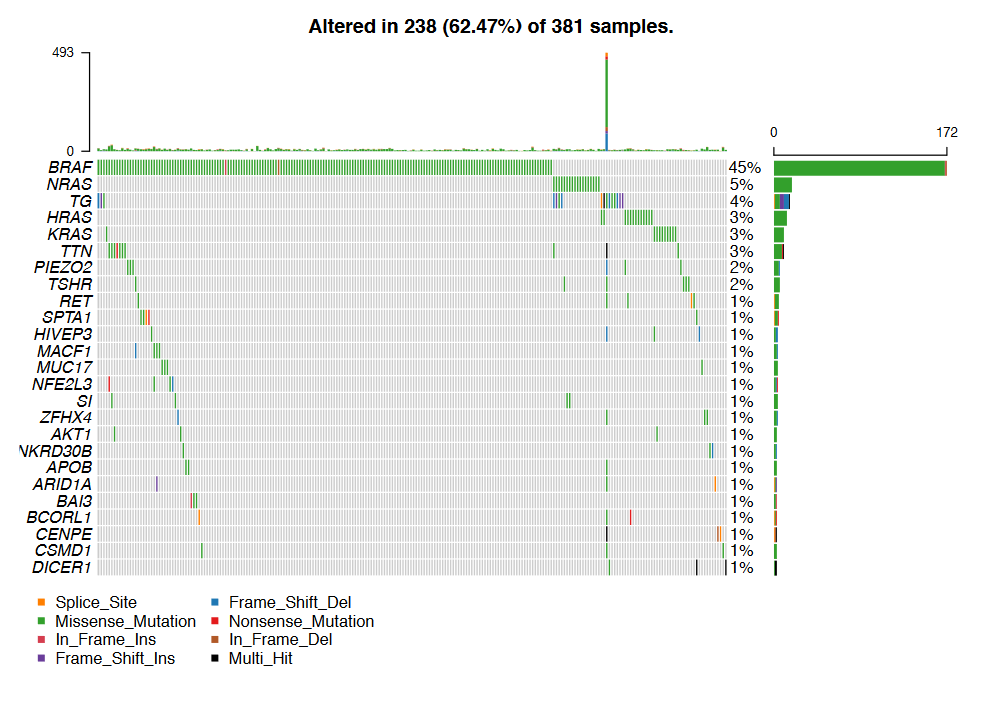 Altered in 238 (62.47%) of 381 samples.
493
0
0 172
BRAF 45%
NRAS 5%
TG 4%
HRAS 3%
KRAS 3%
TTN 3%
PIEZO2 2%
TSHR 2%
RET 1%
SPTA1 1%
HIVEP3 1%
MACF1 1%
MUC17 1%
NFE2L3 1%
SI 1%
ZFHX4 1%
AKT1 1%
NKRD30B 1%
APOB 1%
ARID1A 1%
BAI3 1%
BCORL1 1%
CENPE 1%
CSMD1 1%
DICER1 1%
Splice_Site Frame_Shift_Del
Missense_Mutation Nonsense_Mutation
In_Frame_Ins In_Frame_Del
Frame_Shift_Ins Multi_Hit